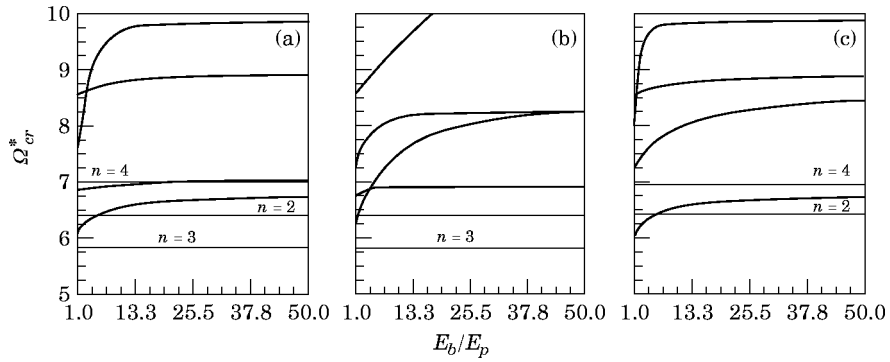 10
9
8
7
6
5
Ω*cr
(a)
n = 4
n = 2
n = 3
1.0 13.3 25.5 37.8 50.0
(b)
n = 3
1.0 13.3 25.5 37.8 50.0
(c)
n = 4
n = 2
1.0 13.3 25.5 37.8 50.0
Eb/Ep